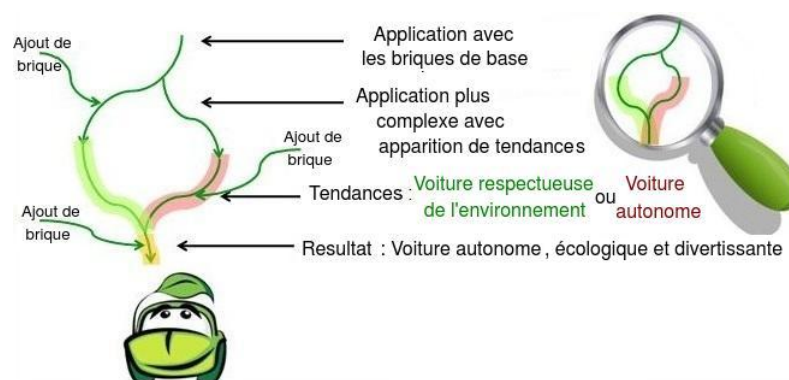 Ajout de
brique
Application avec
les briques de base
Application plus
complexe avec
apparition de tendances
Ajout de
brique
Tendances : Voiture respectueuse
de l'environnement ou Voiture
autonome
Ajout de
brique
Resultat : Voiture autonome , écologique et divertissante